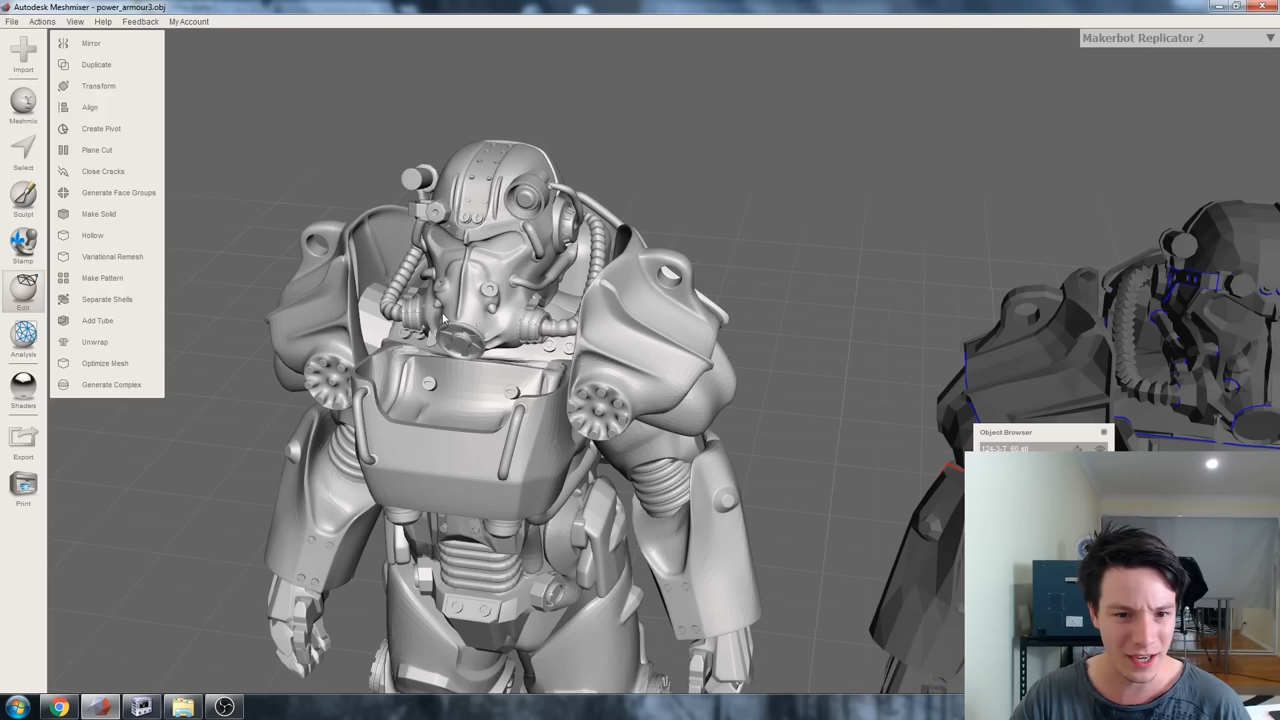 Autodesk Meshmixer - power_armour3.obj
File Actions View Help Feedback My Account
Makerbot Replicator 2
Import
Meshmix
Select
Sculpt
Stamp
Edit
Analysis
Shaders
Export
Print
Mirror
Duplicate
Transform
Align
Create Pivot
Plane Cut
Close Cracks
Generate Face Groups
Make Solid
Hollow
Variational Remesh
Make Pattern
Separate Shells
Add Tube
Unwrap
Optimize Mesh
Generate Complex
Object Browser